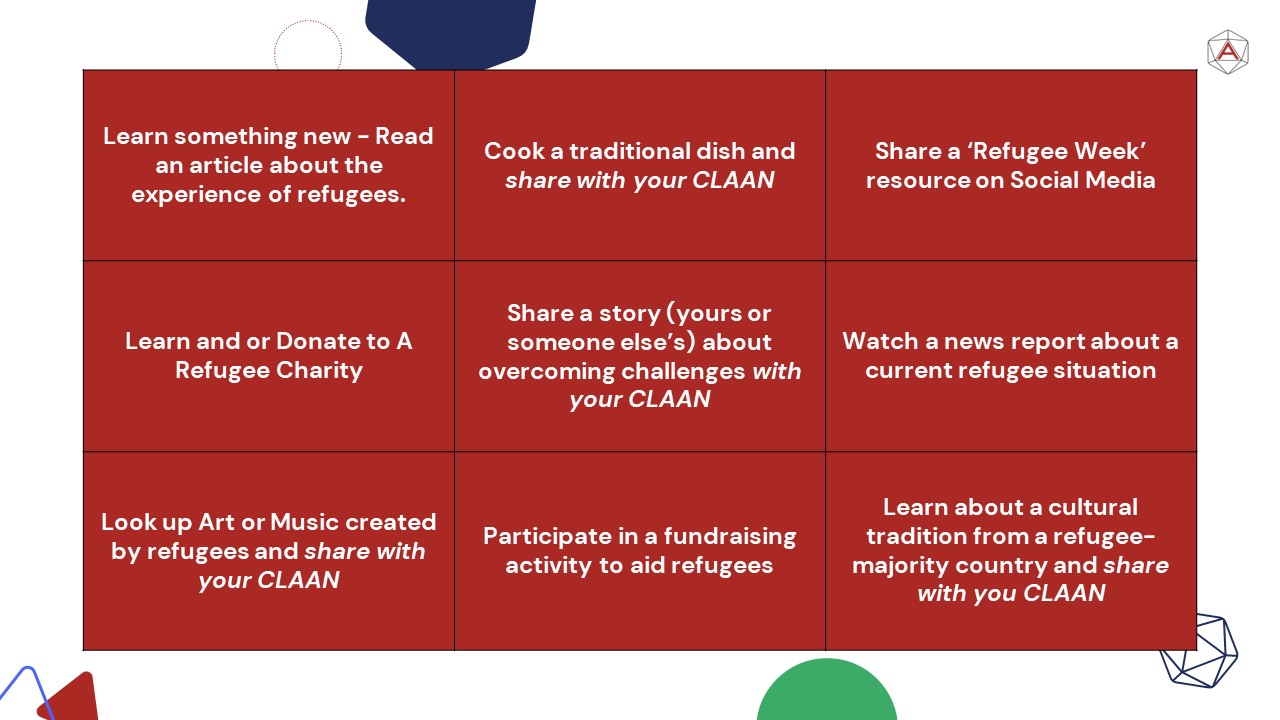 Learn something new – Read
an article about the
experience of refugees.
Cook a traditional dish and
share with your CLAAN
Share a ‘Refugee Week’
resource on Social Media
Learn and or Donate to A
Refugee Charity
Share a story (yours or
someone else’s) about
overcoming challenges with
your CLAAN
Watch a news report about a
current refugee situation
Look up Art or Music created
by refugees and share with
your CLAAN
Participate in a fundraising
activity to aid refugees
Learn about a cultural
tradition from a refugee-
majority country and share
with you CLAAN
A